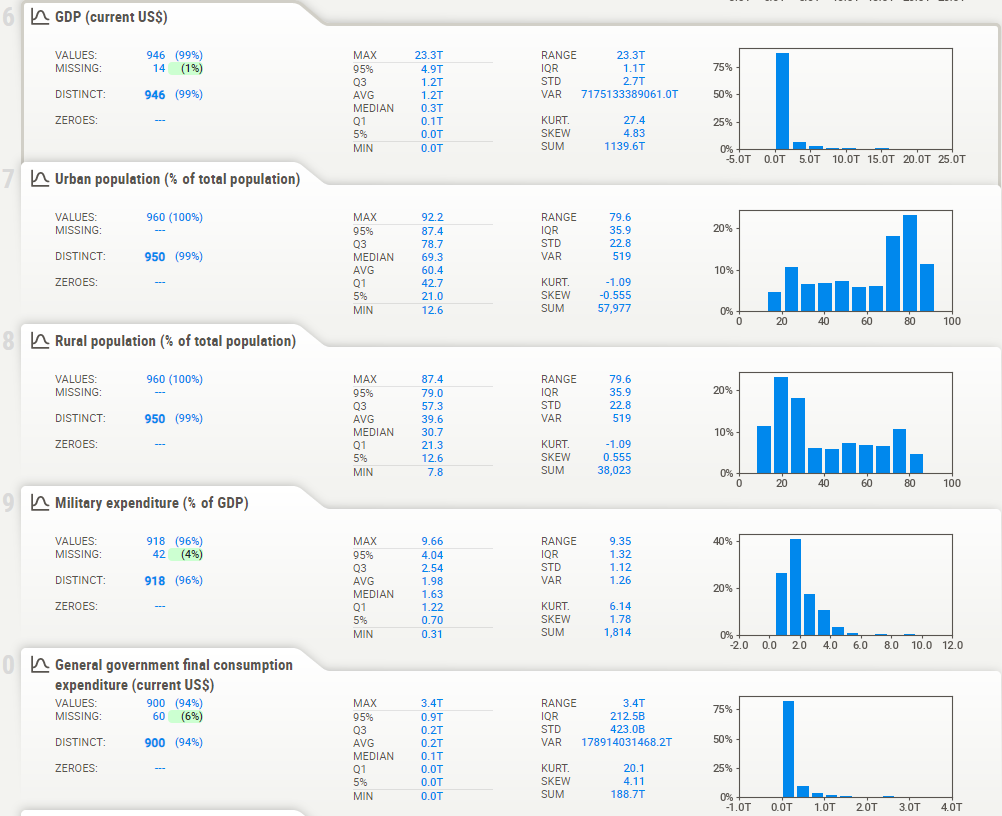 6 GDP (current US$)
VALUES: 946 (99%) MAX 23.3T RANGE 23.3T
MISSING: 14 (1%) 95% 4.9T IQR 1.1T 75%
Q3 1.2T STD 2.7T
DISTINCT: 946 (99%) AVG 1.2T VAR 7175133389061.0T 50%
MEDIAN 0.3T
ZEROES: --- Q1 0.1T KURT. 27.4 25%
5% 0.0T SKEW 4.83
MIN 0.0T SUM 1139.6T 0%
-5.0T 0.0T 5.0T 10.0T 15.0T 20.0T 25.0T
7 Urban population (% of total population)
VALUES: 960 (100%) MAX 92.2 RANGE 79.6
MISSING: --- 95% 87.4 IQR 35.9 20%
Q3 78.7 STD 22.8
DISTINCT: 950 (99%) MEDIAN 69.3 VAR 519
AVG 60.4 10%
ZEROES: --- Q1 42.7 KURT. -1.09
5% 21.0 SKEW -0.555
MIN 12.6 SUM 57,977 0%
0 20 40 60 80 100
8 Rural population (% of total population)
VALUES: 960 (100%) MAX 87.4 RANGE 79.6
MISSING: --- 95% 79.0 IQR 35.9 20%
Q3 57.3 STD 22.8
DISTINCT: 950 (99%) AVG 39.6 VAR 519
MEDIAN 30.7 10%
ZEROES: --- Q1 21.3 KURT. -1.09
5% 12.6 SKEW 0.555
MIN 7.8 SUM 38,023 0%
0 20 40 60 80 100
9 Military expenditure (% of GDP)
VALUES: 918 (96%) MAX 9.66 RANGE 9.35 40%
MISSING: 42 (4%) 95% 4.04 IQR 1.32
Q3 2.54 STD 1.12
DISTINCT: 918 (96%) AVG 1.98 VAR 1.26 20%
MEDIAN 1.63
ZEROES: --- Q1 1.22 KURT. 6.14
5% 0.70 SKEW 1.78
MIN 0.31 SUM 1,814 0%
-2.0 0.0 2.0 4.0 6.0 8.0 10.0 12.0
0 General government final consumption
expenditure (current US$)
VALUES: 900 (94%) MAX 3.4T RANGE 3.4T
MISSING: 60 (6%) 95% 0.9T IQR 212.5B 75%
Q3 0.2T STD 423.0B
DISTINCT: 900 (94%) AVG 0.2T VAR 178914031468.2T 50%
MEDIAN 0.1T
ZEROES: --- Q1 0.0T KURT. 20.1 25%
5% 0.0T SKEW 4.11
MIN 0.0T SUM 188.7T 0%
-1.0T 0.0T 1.0T 2.0T 3.0T 4.0T